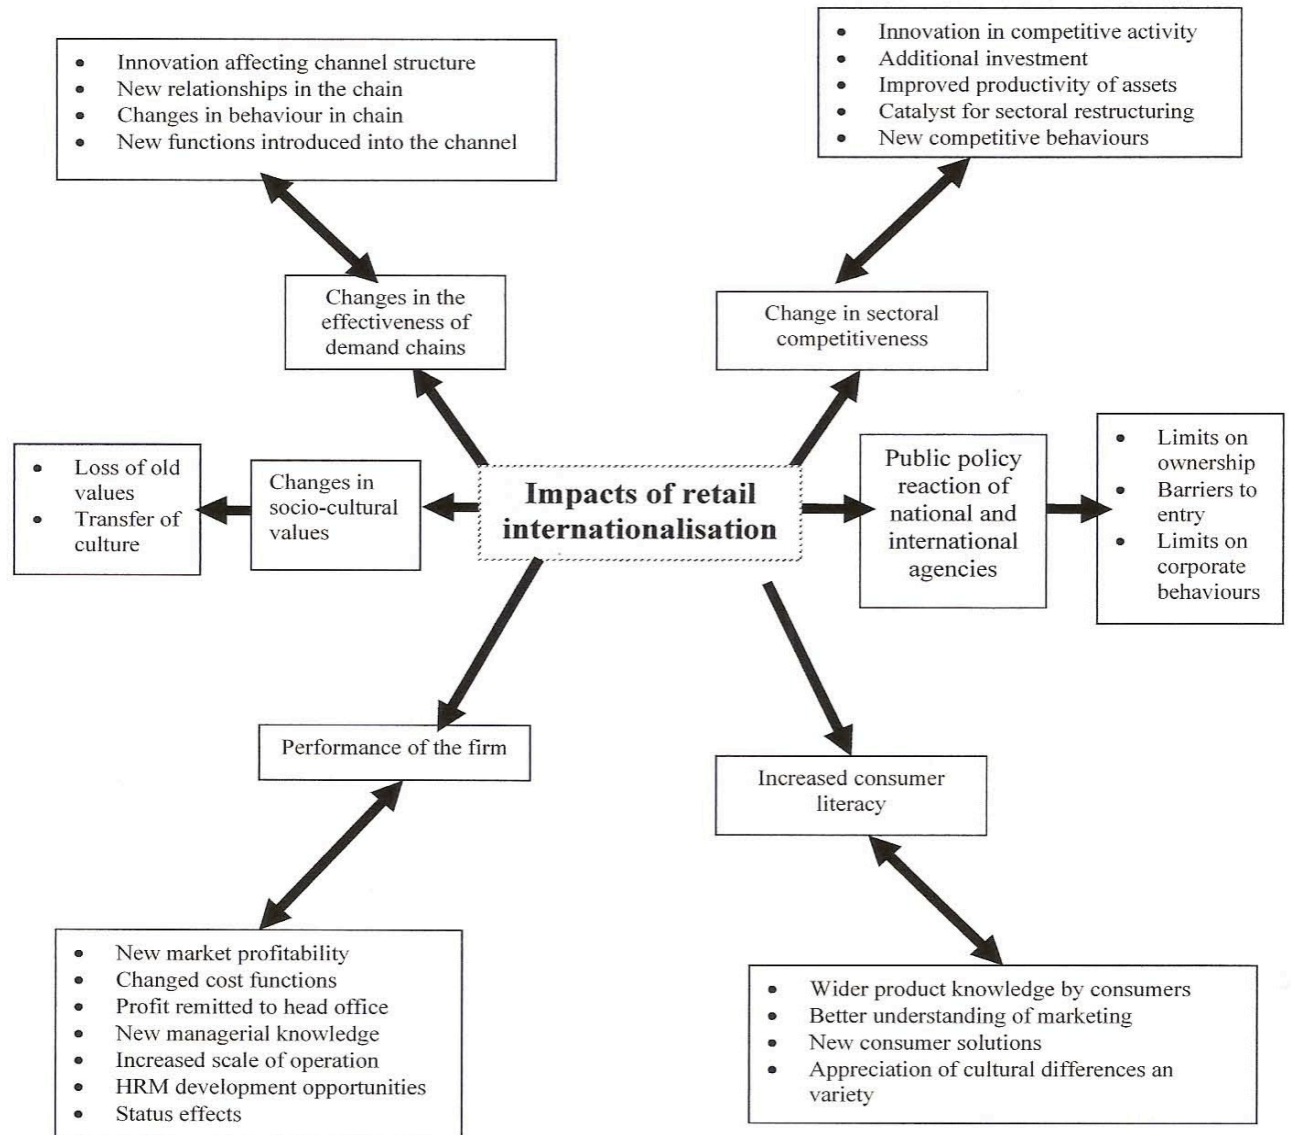 • Innovation affecting channel structure
• New relationships in the chain
• Changes in behaviour in chain
• New functions introduced into the channel
• Innovation in competitive activity
• Additional investment
• Improved productivity of assets
• Catalyst for sectoral restructuring
• New competitive behaviours
Changes in the
effectiveness of
demand chains
Change in sectoral
competitiveness
• Loss of old
values
• Transfer of
culture
Changes in
socio-cultural
values
Impacts of retail
internationalisation
Public policy
reaction of
national and
international
agencies
• Limits on
ownership
• Barriers to
entry
• Limits on
corporate
behaviours
Performance of the firm
Increased consumer
literacy
• New market profitability
• Changed cost functions
• Profit remitted to head office
• New managerial knowledge
• Increased scale of operation
• HRM development opportunities
• Status effects
• Wider product knowledge by consumers
• Better understanding of marketing
• New consumer solutions
• Appreciation of cultural differences an
variety